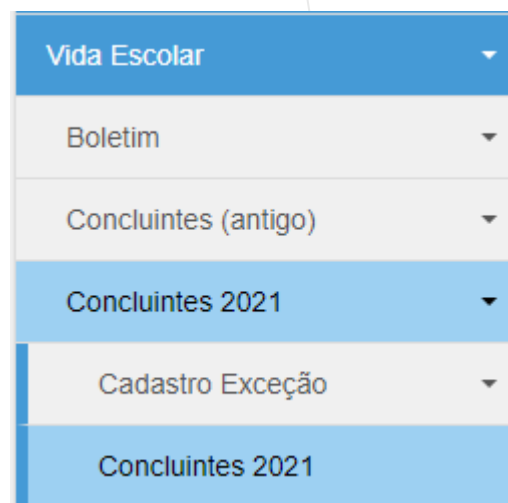 Vida Escolar
Boletim
Concluintes (antigo)
Concluintes 2021
Cadastro Exceção
Concluintes 2021